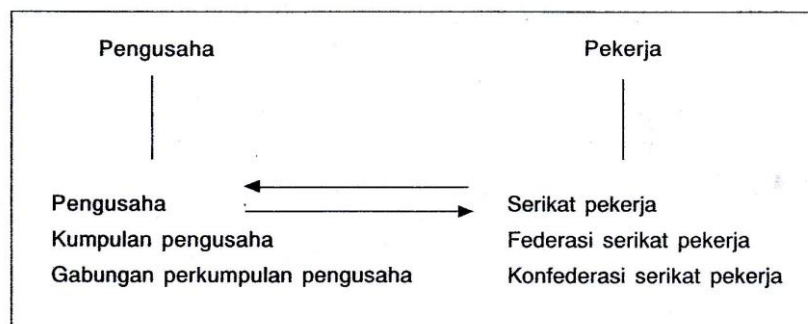 Pengusaha Pekerja
Pengusaha Serikat pekerja
Kumpulan pengusaha Federasi serikat pekerja
Gabungan perkumpulan pengusaha Konfederasi serikat pekerja